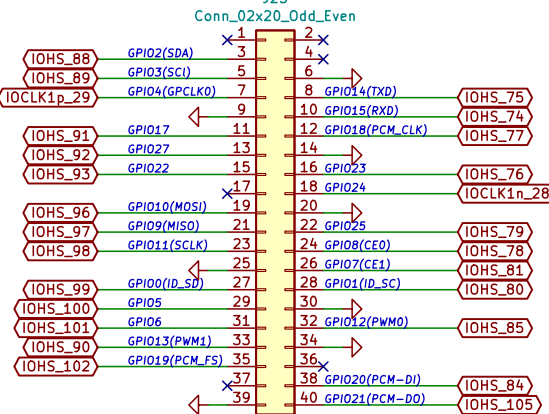 Conn_02x20_Odd_Even
1 2
IOHS_88 GPIO2(SDA) 3 4
IOHS_89 GPIO3(SCl) 5 6
IOCLK1p_29 GPIO4(GPCLK0) 7 8 GPIO14(TXD) IOHS_75
9 10 GPIO15(RXD) IOHS_74
IOHS_91 GPIO17 11 12 GPIO18(PCM_CLK) IOHS_77
IOHS_92 GPIO27 13 14
IOHS_93 GPIO22 15 16 GPIO23 IOHS_76
17 18 GPIO24 IOCLK1n_28
IOHS_96 GPIO10(MOSI) 19 20
IOHS_97 GPIO9(MISO) 21 22 GPIO25 IOHS_79
IOHS_98 GPIO11(SCLK) 23 24 GPIO8(CE0) IOHS_78
25 26 GPIO7(CE1) IOHS_81
IOHS_99 GPIO0(ID_SD) 27 28 GPIO1(ID_SC) IOHS_80
IOHS_100 GPIO5 29 30
IOHS_101 GPIO6 31 32 GPIO12(PWM0) IOHS_85
IOHS_90 GPIO13(PWM1) 33 34
IOHS_102 GPIO19(PCM_FS) 35 36
37 38 GPIO20(PCM-DI) IOHS_84
39 40 GPIO21(PCM-DO) IOHS_105